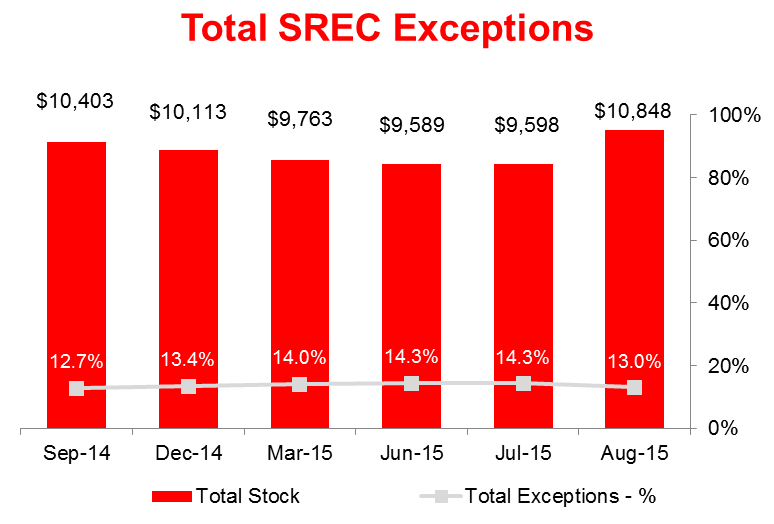 Total SREC Exceptions
$10,403 $10,113 $9,763 $9,589 $9,598 $10,848
100%
80%
60%
40%
20%
0%
12.7% 13.4% 14.0% 14.3% 14.3% 13.0%
Sep-14 Dec-14 Mar-15 Jun-15 Jul-15 Aug-15
Total Stock Total Exceptions - %